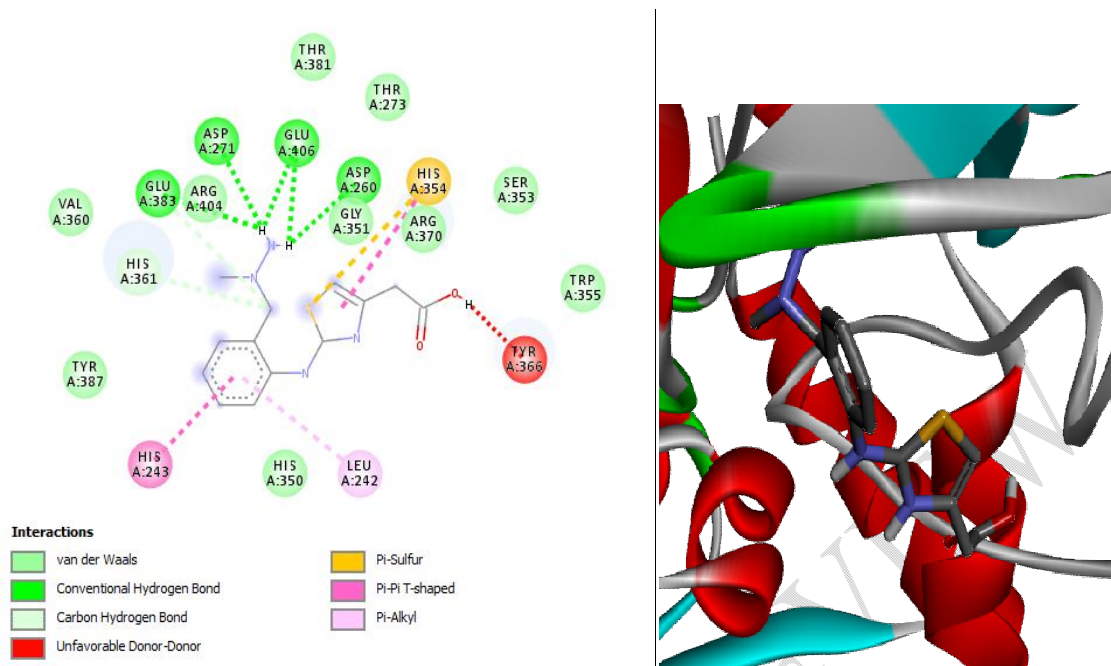 THR
A:381
THR
A:273
ASP
A:271
GLU
A:406
GLU
A:383
ARG
A:404
ASP
A:260
HIS
A:354
SER
A:353
VAL
A:360
GLY
A:351
ARG
A:370
H
N
H
HIS
A:361
N
TRP
A:355
S
O
H
N
O
TYR
A:366
TYR
A:387
N
HIS
A:243
HIS
A:350
LEU
A:242
Interactions
van der Waals
Conventional Hydrogen Bond
Carbon Hydrogen Bond
Unfavorable Donor-Donor
Pi-Sulfur
Pi-Pi T-shaped
Pi-Alkyl